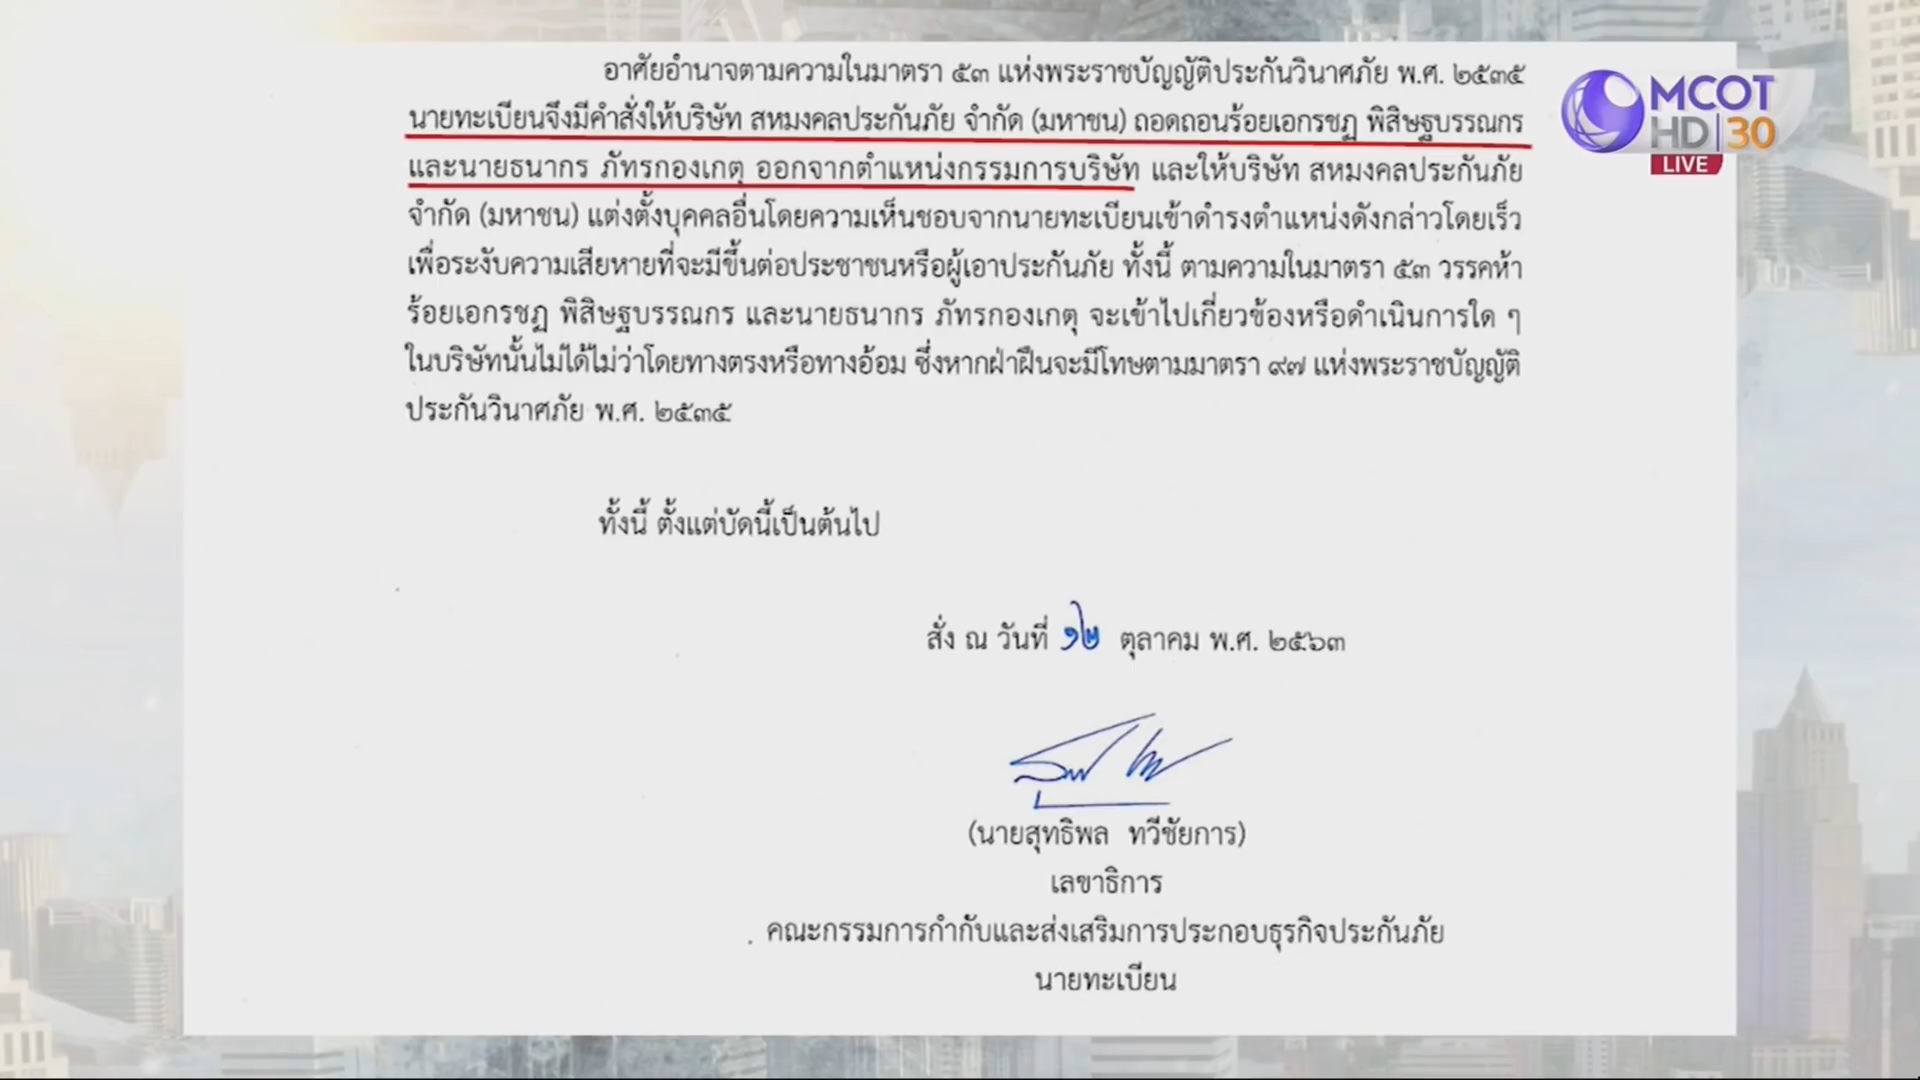 อาศัยอำนาจตามความในมาตรา ๕๓ แห่งพระราชบัญญัติประกันวินาศภัย พ.ศ. ๒๕๓๕
นายทะเบียนจึงมีคำสั่งให้บริษัท สหมงคลประกันภัย จำกัด (มหาชน) ถอดถอนร้อยเอกรชฏ พิสิษฐบรรณกร
และนายธนากร ภัทรกองเกตุ ออกจากตำแหน่งกรรมการบริษัท และให้บริษัท สหมงคลประกันภัย
จำกัด (มหาชน) แต่งตั้งบุคคลอื่นโดยความเห็นชอบจากนายทะเบียนเข้าดำรงตำแหน่งดังกล่าวโดยเร็ว
เพื่อระงับความเสียหายที่จะมีขึ้นต่อประชาชนหรือผู้เอาประกันภัย ทั้งนี้ ตามความในมาตรา ๕๓ วรรคห้า
ร้อยเอกรชฏ พิสิษฐบรรณกร และนายธนากร ภัทรกองเกตุ จะเข้าไปเกี่ยวข้องหรือดำเนินการใด ๆ
ในบริษัทนั้นไม่ได้ไม่ว่าโดยทางตรงหรือทางอ้อม ซึ่งหากฝ่าฝืนจะมีโทษตามมาตรา ๙๗ แห่งพระราชบัญญัติ
ประกันวินาศภัย พ.ศ. ๒๕๓๕
ทั้งนี้ ตั้งแต่บัดนี้เป็นต้นไป
สั่ง ณ วันที่ ๑๒ ตุลาคม พ.ศ. ๒๕๖๓
(นายสุทธิพล ทวีชัยการ)
เลขาธิการ
คณะกรรมการกำกับและส่งเสริมการประกอบธุรกิจประกันภัย
นายทะเบียน
MCOT
HD 30
LIVE